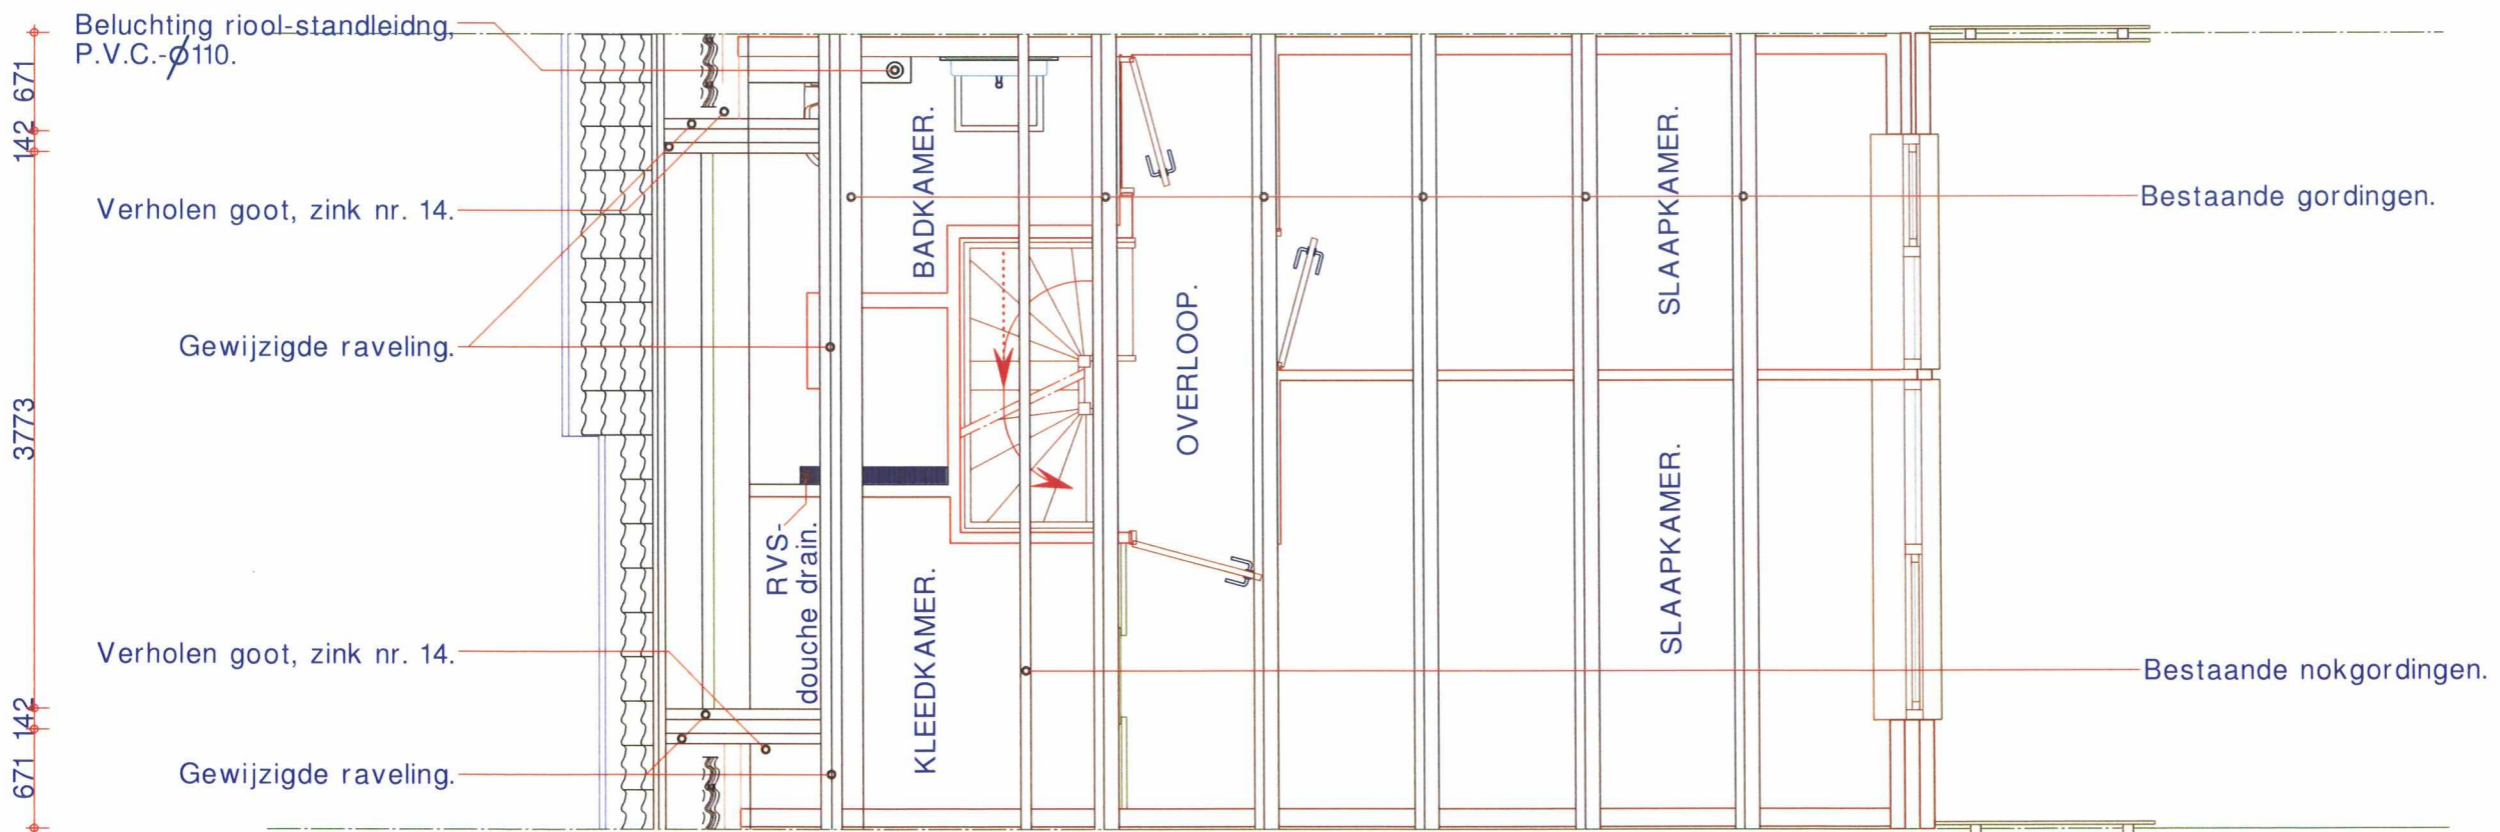 Beluchting riool-standleidng,
P.V.C.-ϕ110.
671
142
Verholen goot, zink nr. 14.
Gewijzigde raveling.
3773
Verholen goot, zink nr. 14.
142
Gewijzigde raveling.
671
BADKAMER.
RVS-
douche drain.
KLEEDKAMER.
OVERLOOP.
SLAAPKAMER.
SLAAPKAMER.
Bestaande gordingen.
Bestaande nokgordingen.